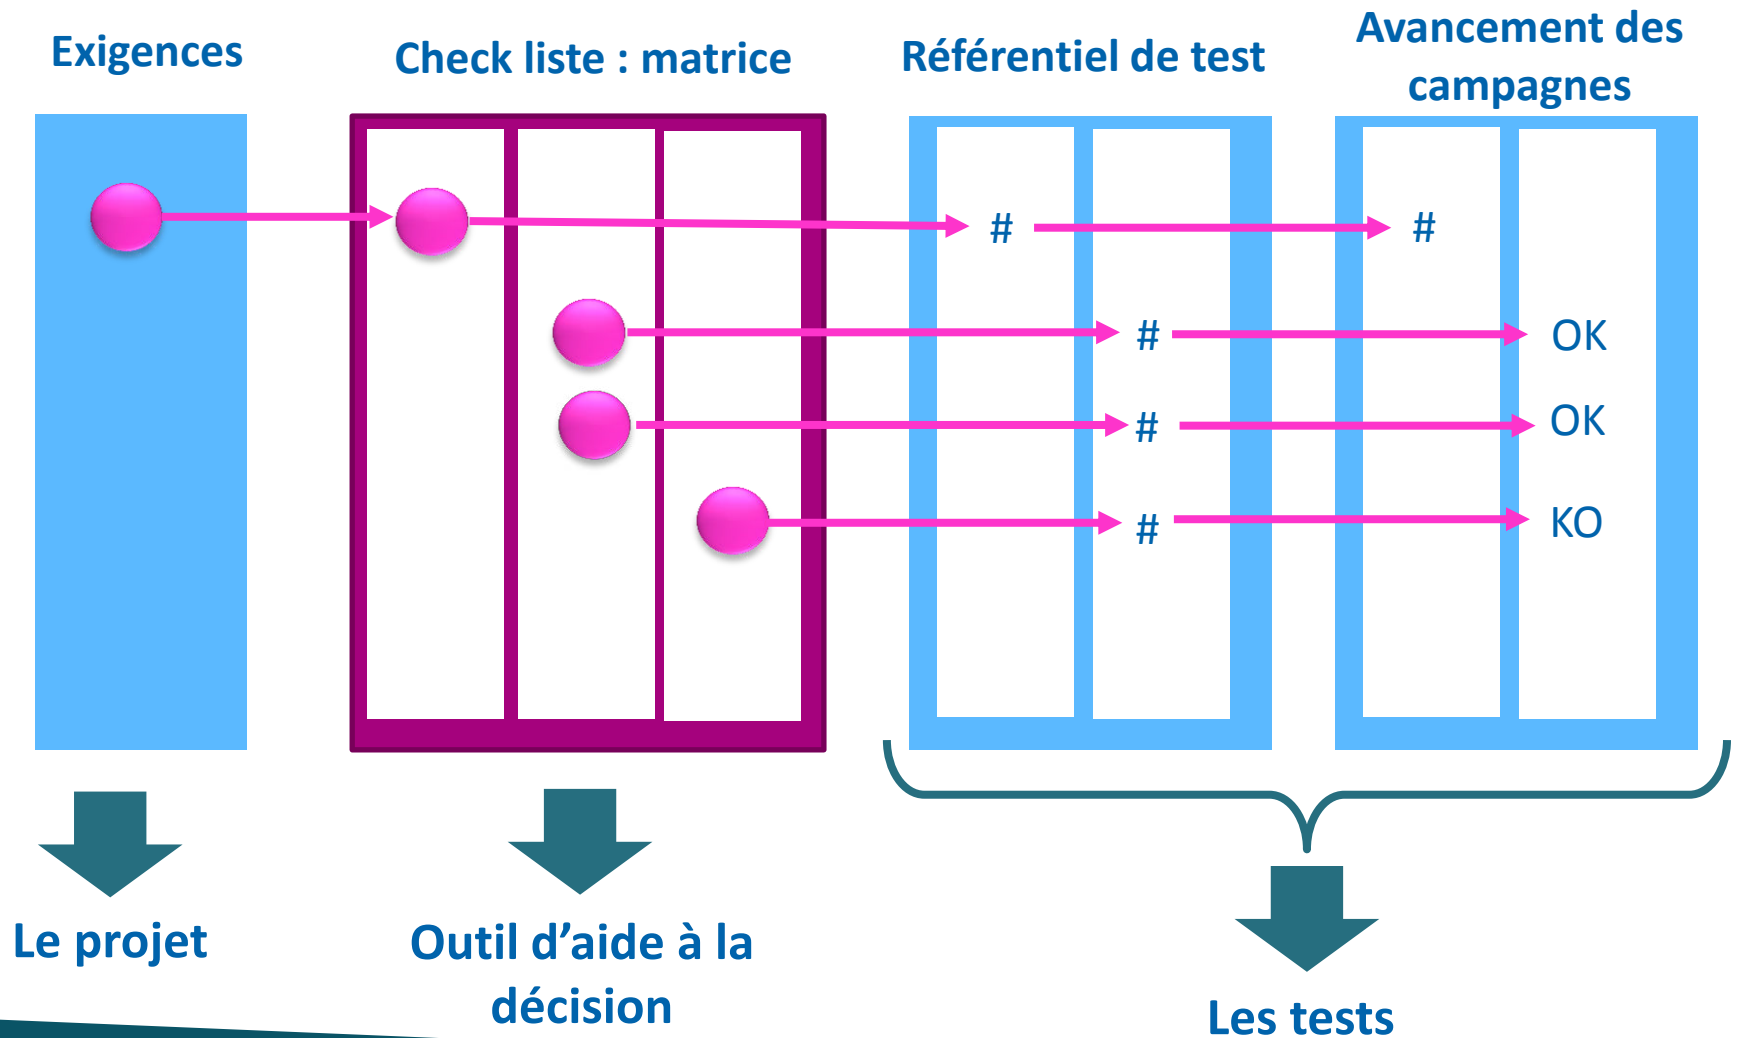 Exigences
Check liste : matrice
Référentiel de test
Avancement des
campagnes
# #
# OK
# OK
# KO
Le projet
Outil d’aide à la
décision
Les tests